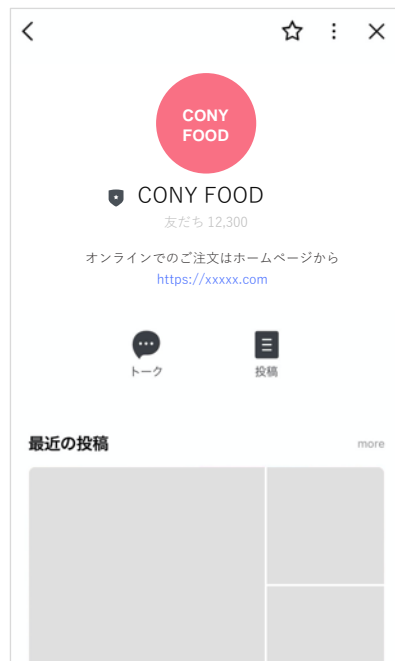 CONY
FOOD
CONY FOOD
友だち 12,300
オンラインでのご注文はホームページから
https://xxxxx.com
トーク
投稿
最近の投稿
more